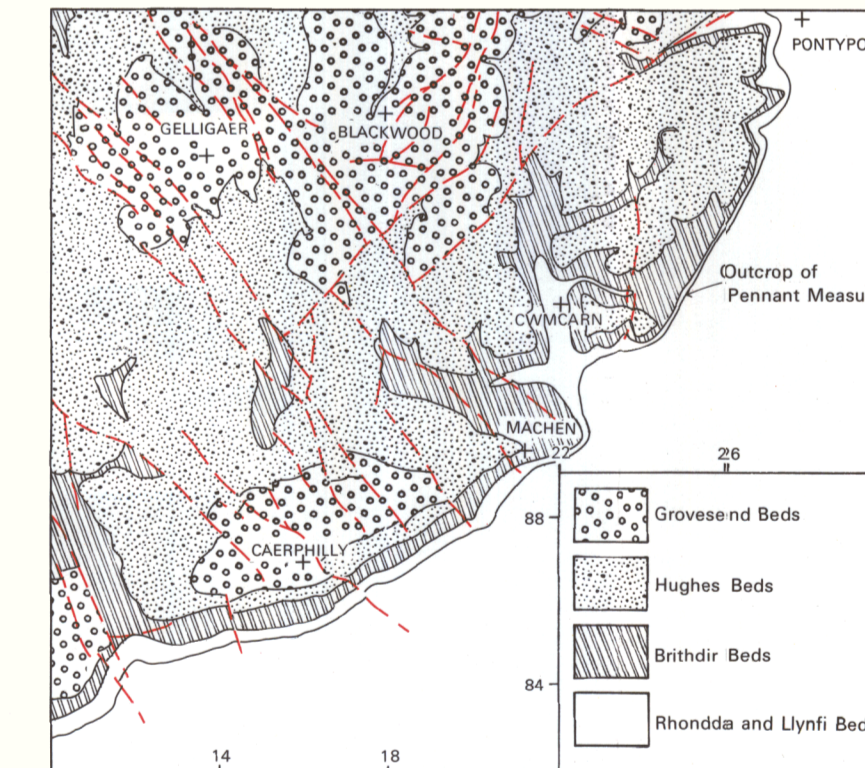 PONTYPO
GELLIGAER
BLACKWOOD
Outcrop of
Pennant Measu
CWMCARN
MACHEN
22
26
88
Grovesend Beds
CAERPHILLY
Hughes Beds
Brithdir Beds
84
Rhondda and Llynfi Bed
14
18